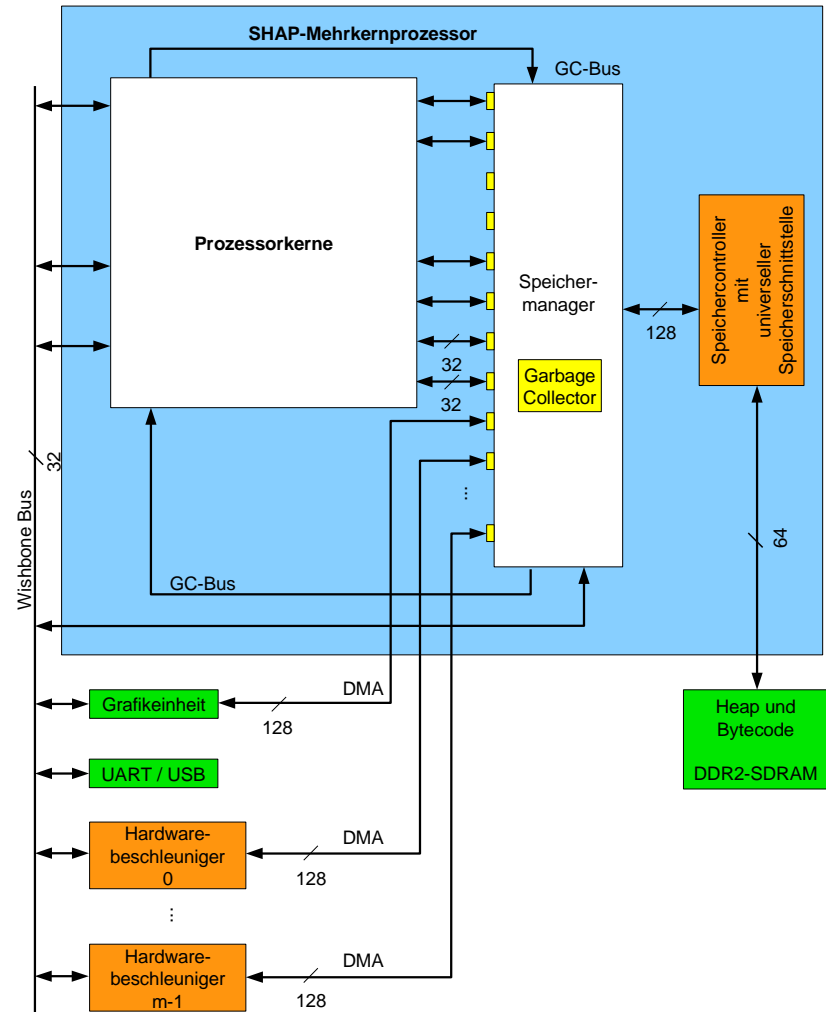 SHAP-Mehrkernprozessor
GC-Bus
Prozessorkerne
Speicher-
manager
Garbage
Collector
Speichercontroller
mit
universeller
Speicherschnittstelle
128
32
32
32
Wishbone Bus
...
64
GC-Bus
Grafikeinheit
DMA
128
Heap und
Bytecode
DDR2-SDRAM
UART / USB
Hardware-
beschleuniger
0
DMA
128
...
Hardware-
beschleuniger
m-1
DMA
128